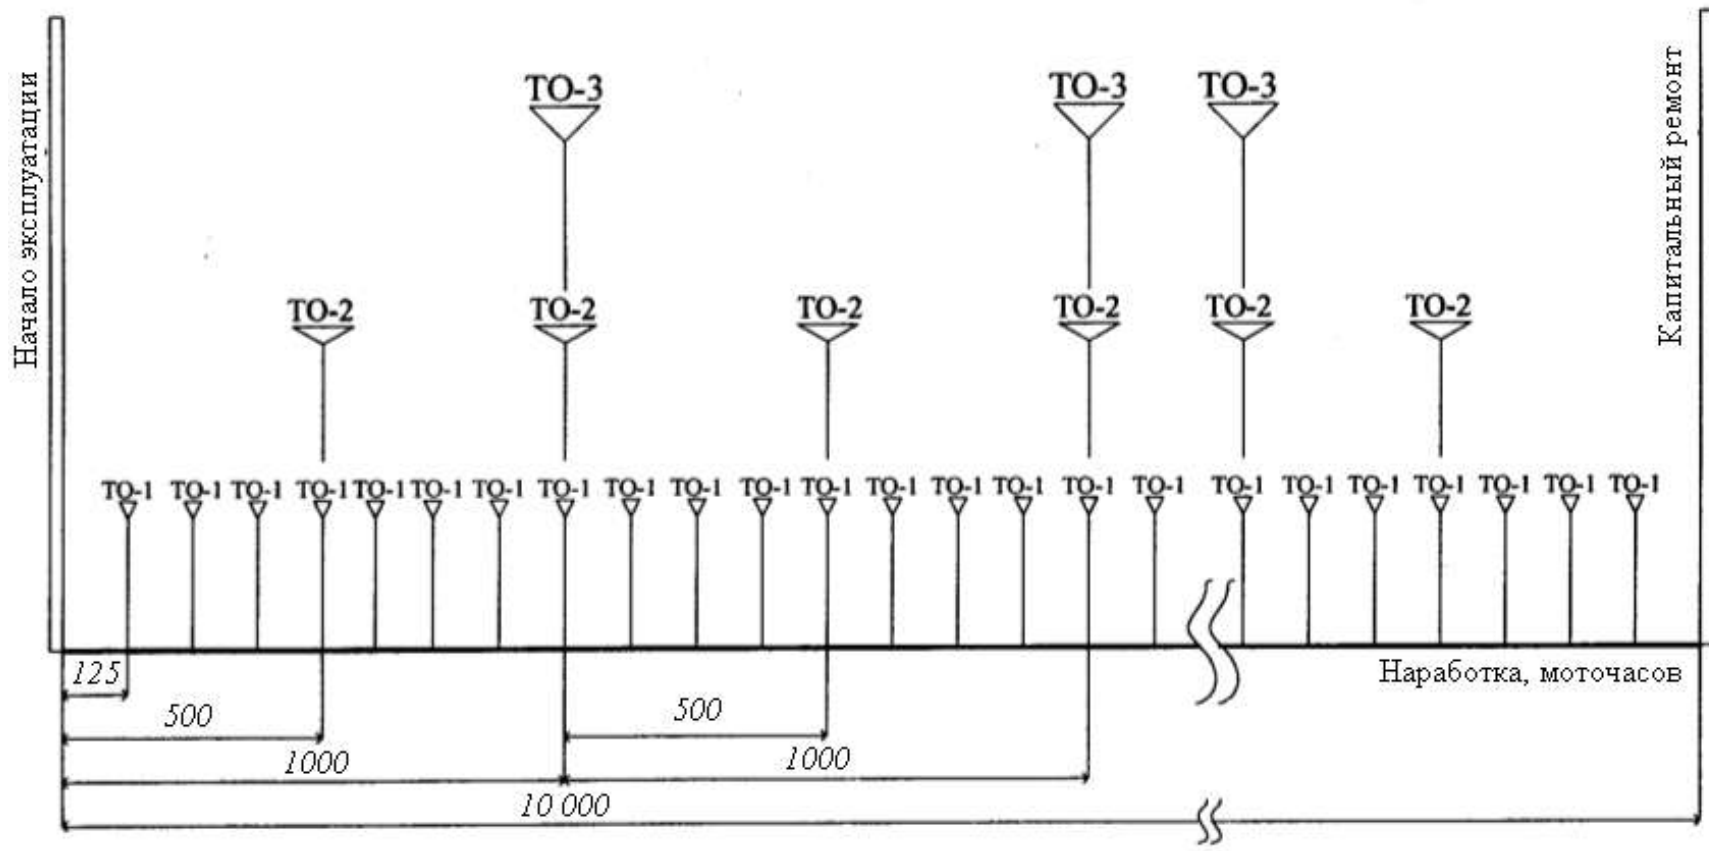 Начало эксплуатации
ТО-3 ТО-3 ТО-3
Капитальный ремонт
ТО-2 ТО-2 ТО-2 ТО-2 ТО-2 ТО-2
ТО-1 ТО-1 ТО-1 ТО-1 ТО-1 ТО-1 ТО-1 ТО-1 ТО-1 ТО-1 ТО-1 ТО-1 ТО-1 ТО-1 ТО-1 ТО-1 ТО-1 ТО-1 ТО-1 ТО-1 ТО-1 ТО-1 ТО-1 ТО-1
125
Наработка, моточасов
500 500
1000 1000
10 000